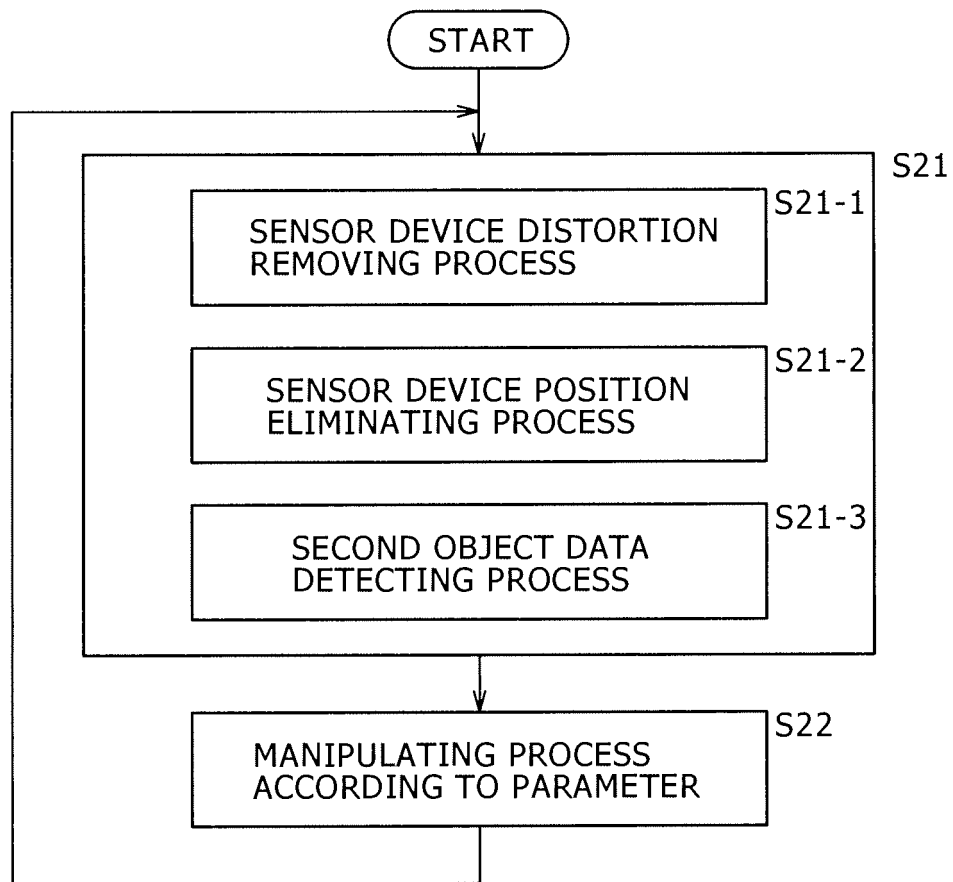 START
S21
S21-1
SENSOR DEVICE DISTORTION
REMOVING PROCESS
S21-2
SENSOR DEVICE POSITION
ELIMINATING PROCESS
S21-3
SECOND OBJECT DATA
DETECTING PROCESS
S22
MANIPULATING PROCESS
ACCORDING TO PARAMETER